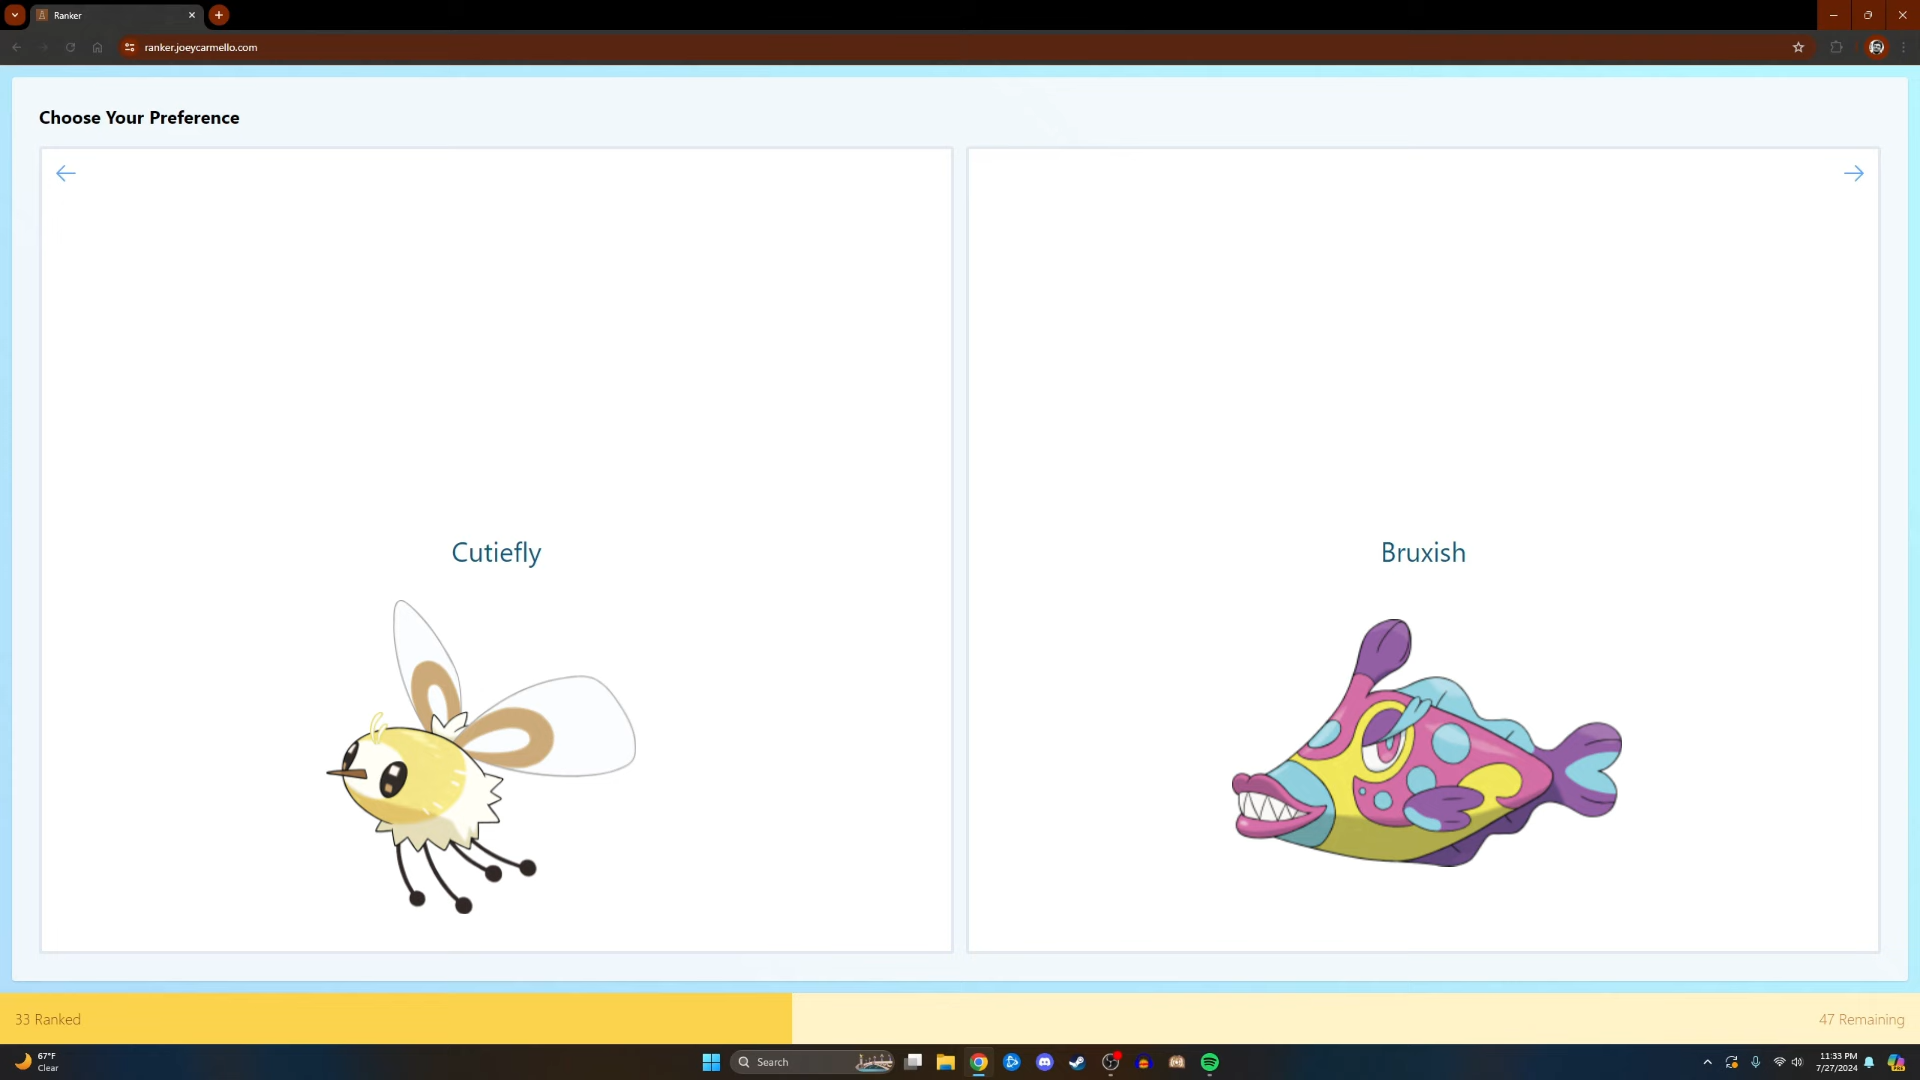 Ranker
ranker.joeycarmello.com
Choose Your Preference
Cutiefly
Bruxish
33 Ranked
47 Remaining
67°F
Clear
Search
11:33 PM
7/27/2024